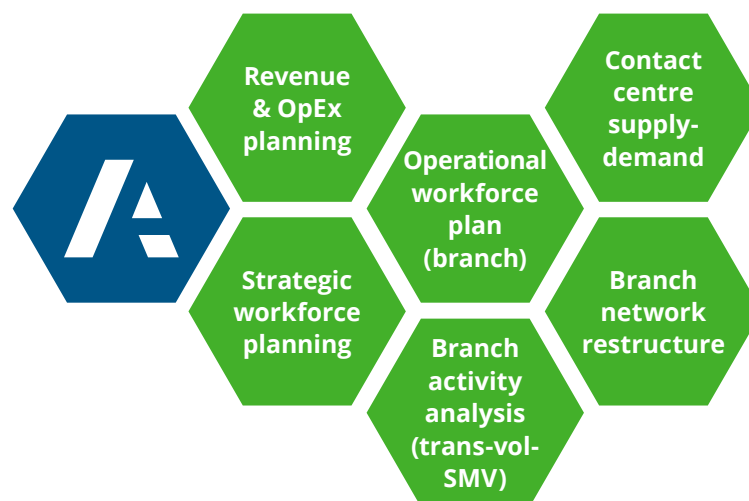 Revenue
& OpEx
planning
Contact
centre
supply-
demand
Operational
workforce
plan
(branch)
Strategic
workforce
planning
Branch
network
restructure
Branch
activity
analysis
(trans-vol-
SMV)